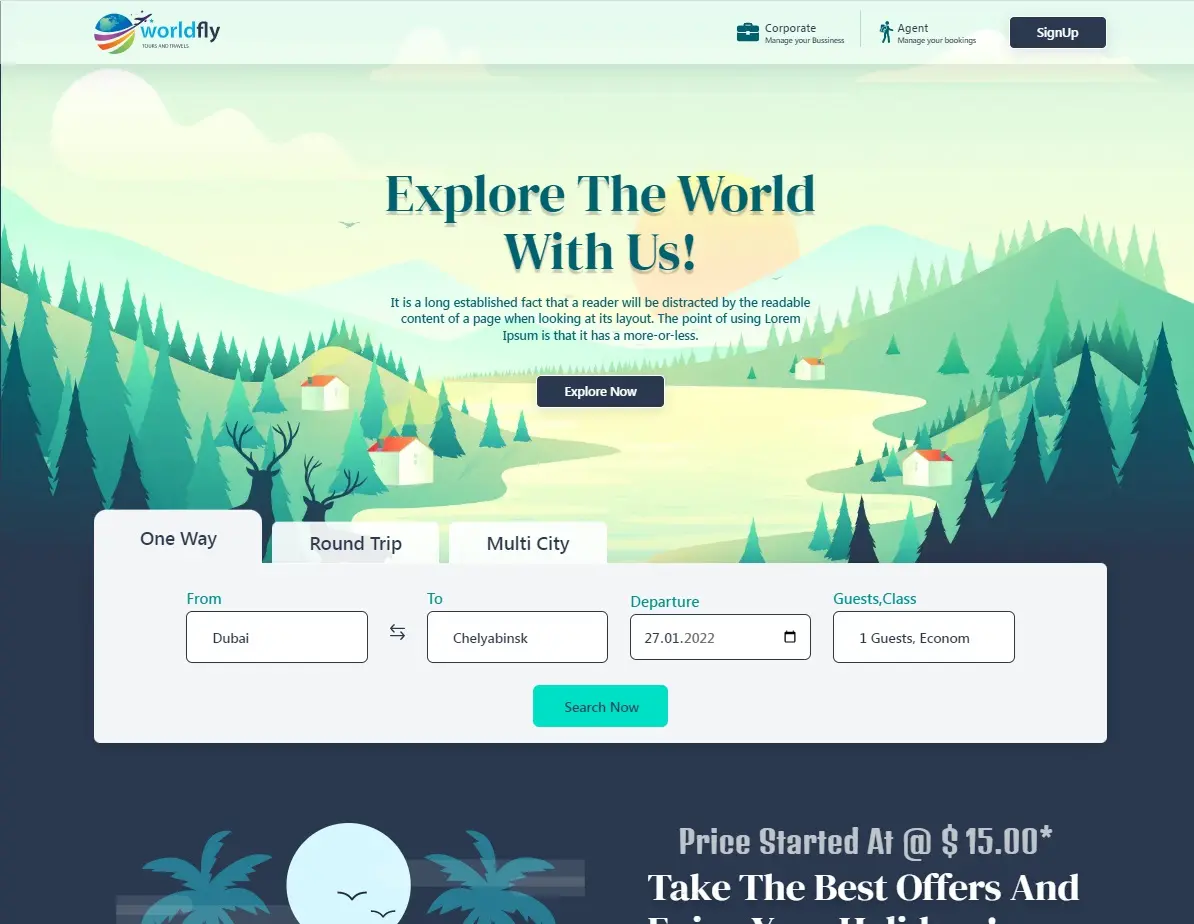 worldfly
TOURS AND TRAVELS
Corporate
Manage your Bussiness
Agent
Manage your bookings
SignUp
Explore The World
With Us!
It is a long established fact that a reader will be distracted by the readable
content of a page when looking at its layout. The point of using Lorem
Ipsum is that it has a more-or-less.
Explore Now
One Way
Round Trip
Multi City
From
To
Departure
Guests,Class
Dubai
Chelyabinsk
27.01.2022
1 Guests, Econom
Search Now
Price Started At @ $ 15.00*
Take The Best Offers And
Enjoy Your Holidays!